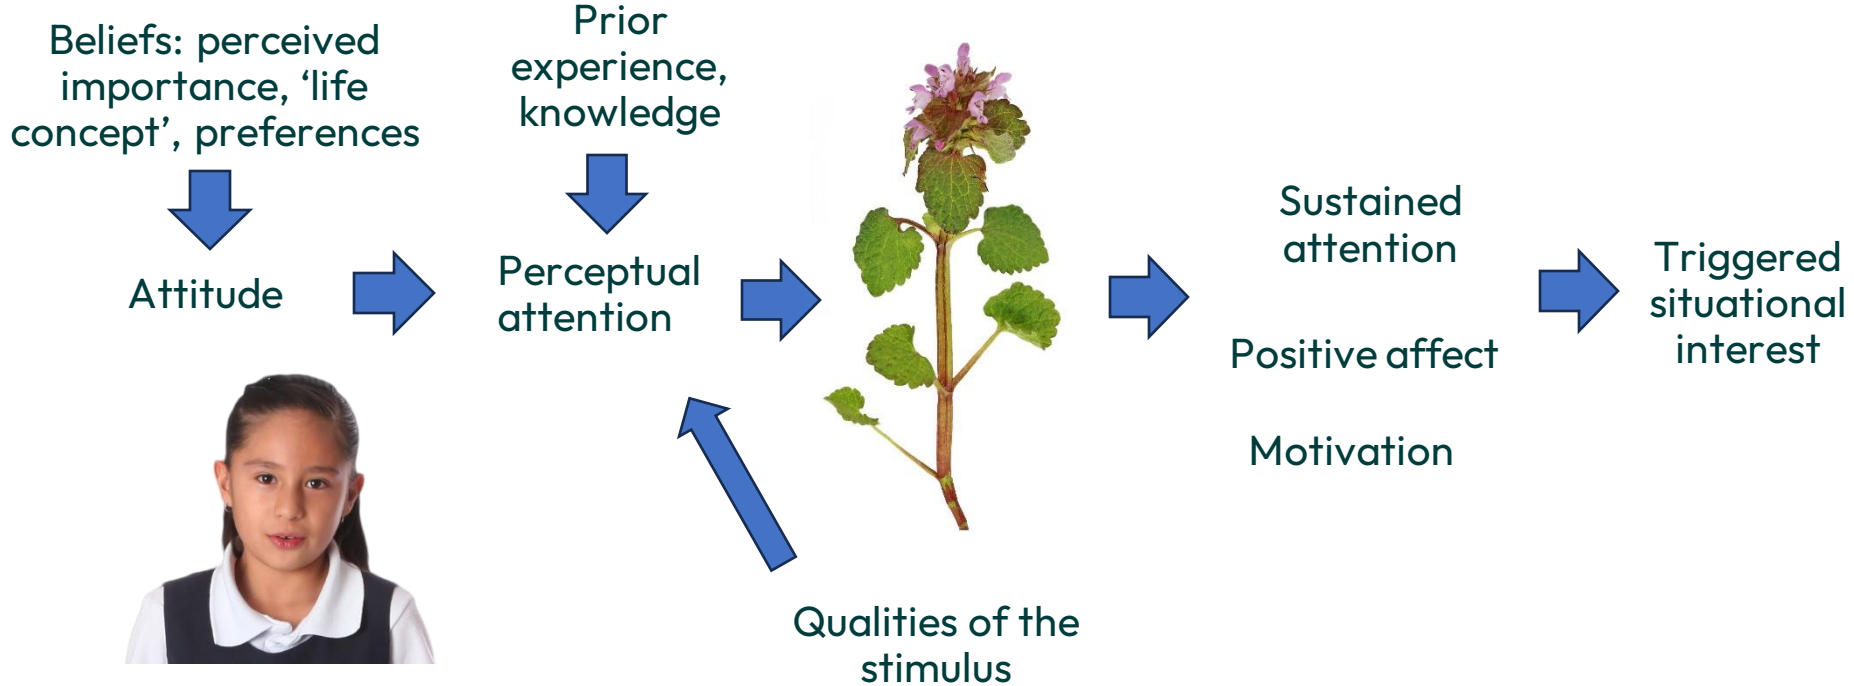 Beliefs: perceived
importance, ‘life
concept’, preferences
Prior
experience,
knowledge
Attitude
Perceptual
attention
Qualities of the
stimulus
Sustained
attention
Positive affect
Motivation
Triggered
situational
interest